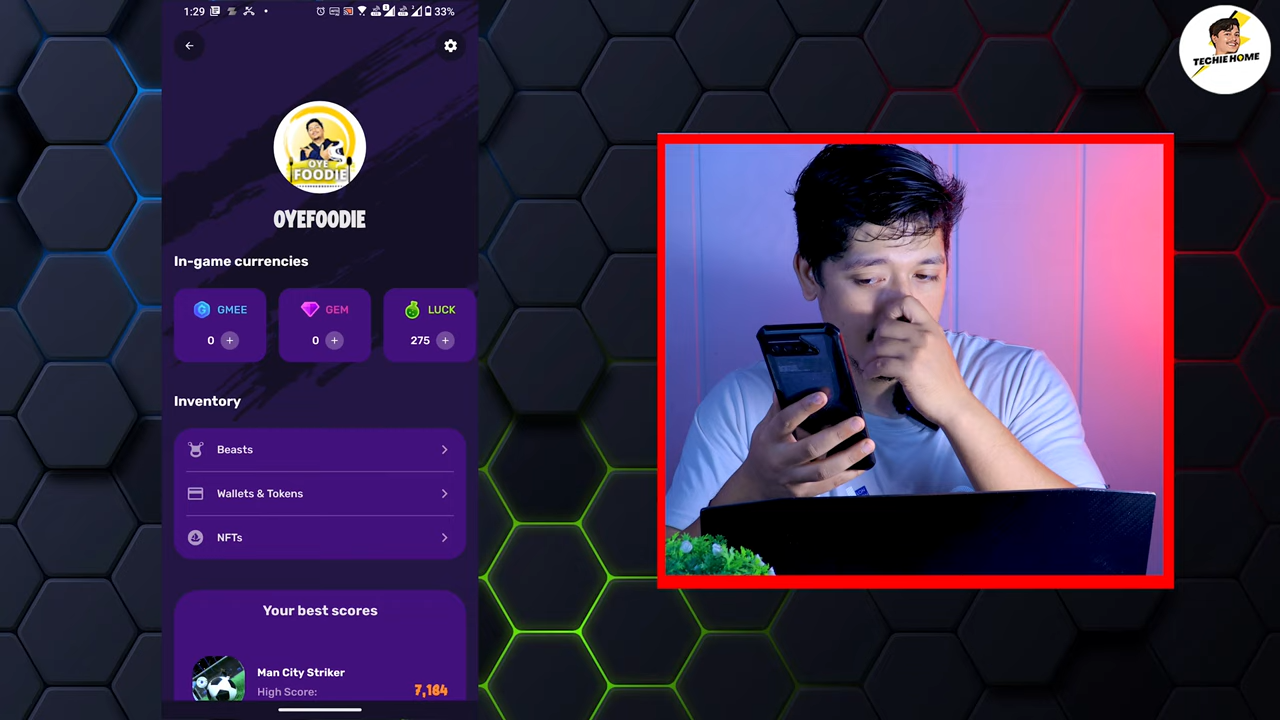 1:29
33%
TECHIE HOME
OYE
FOODIE
OYEFOODIE
In-game currencies
GMEE
GEM
LUCK
0 +
0 +
275 +
Inventory
Beasts
Wallets & Tokens
NFTs
Your best scores
Man City Striker
High Score:
7,184